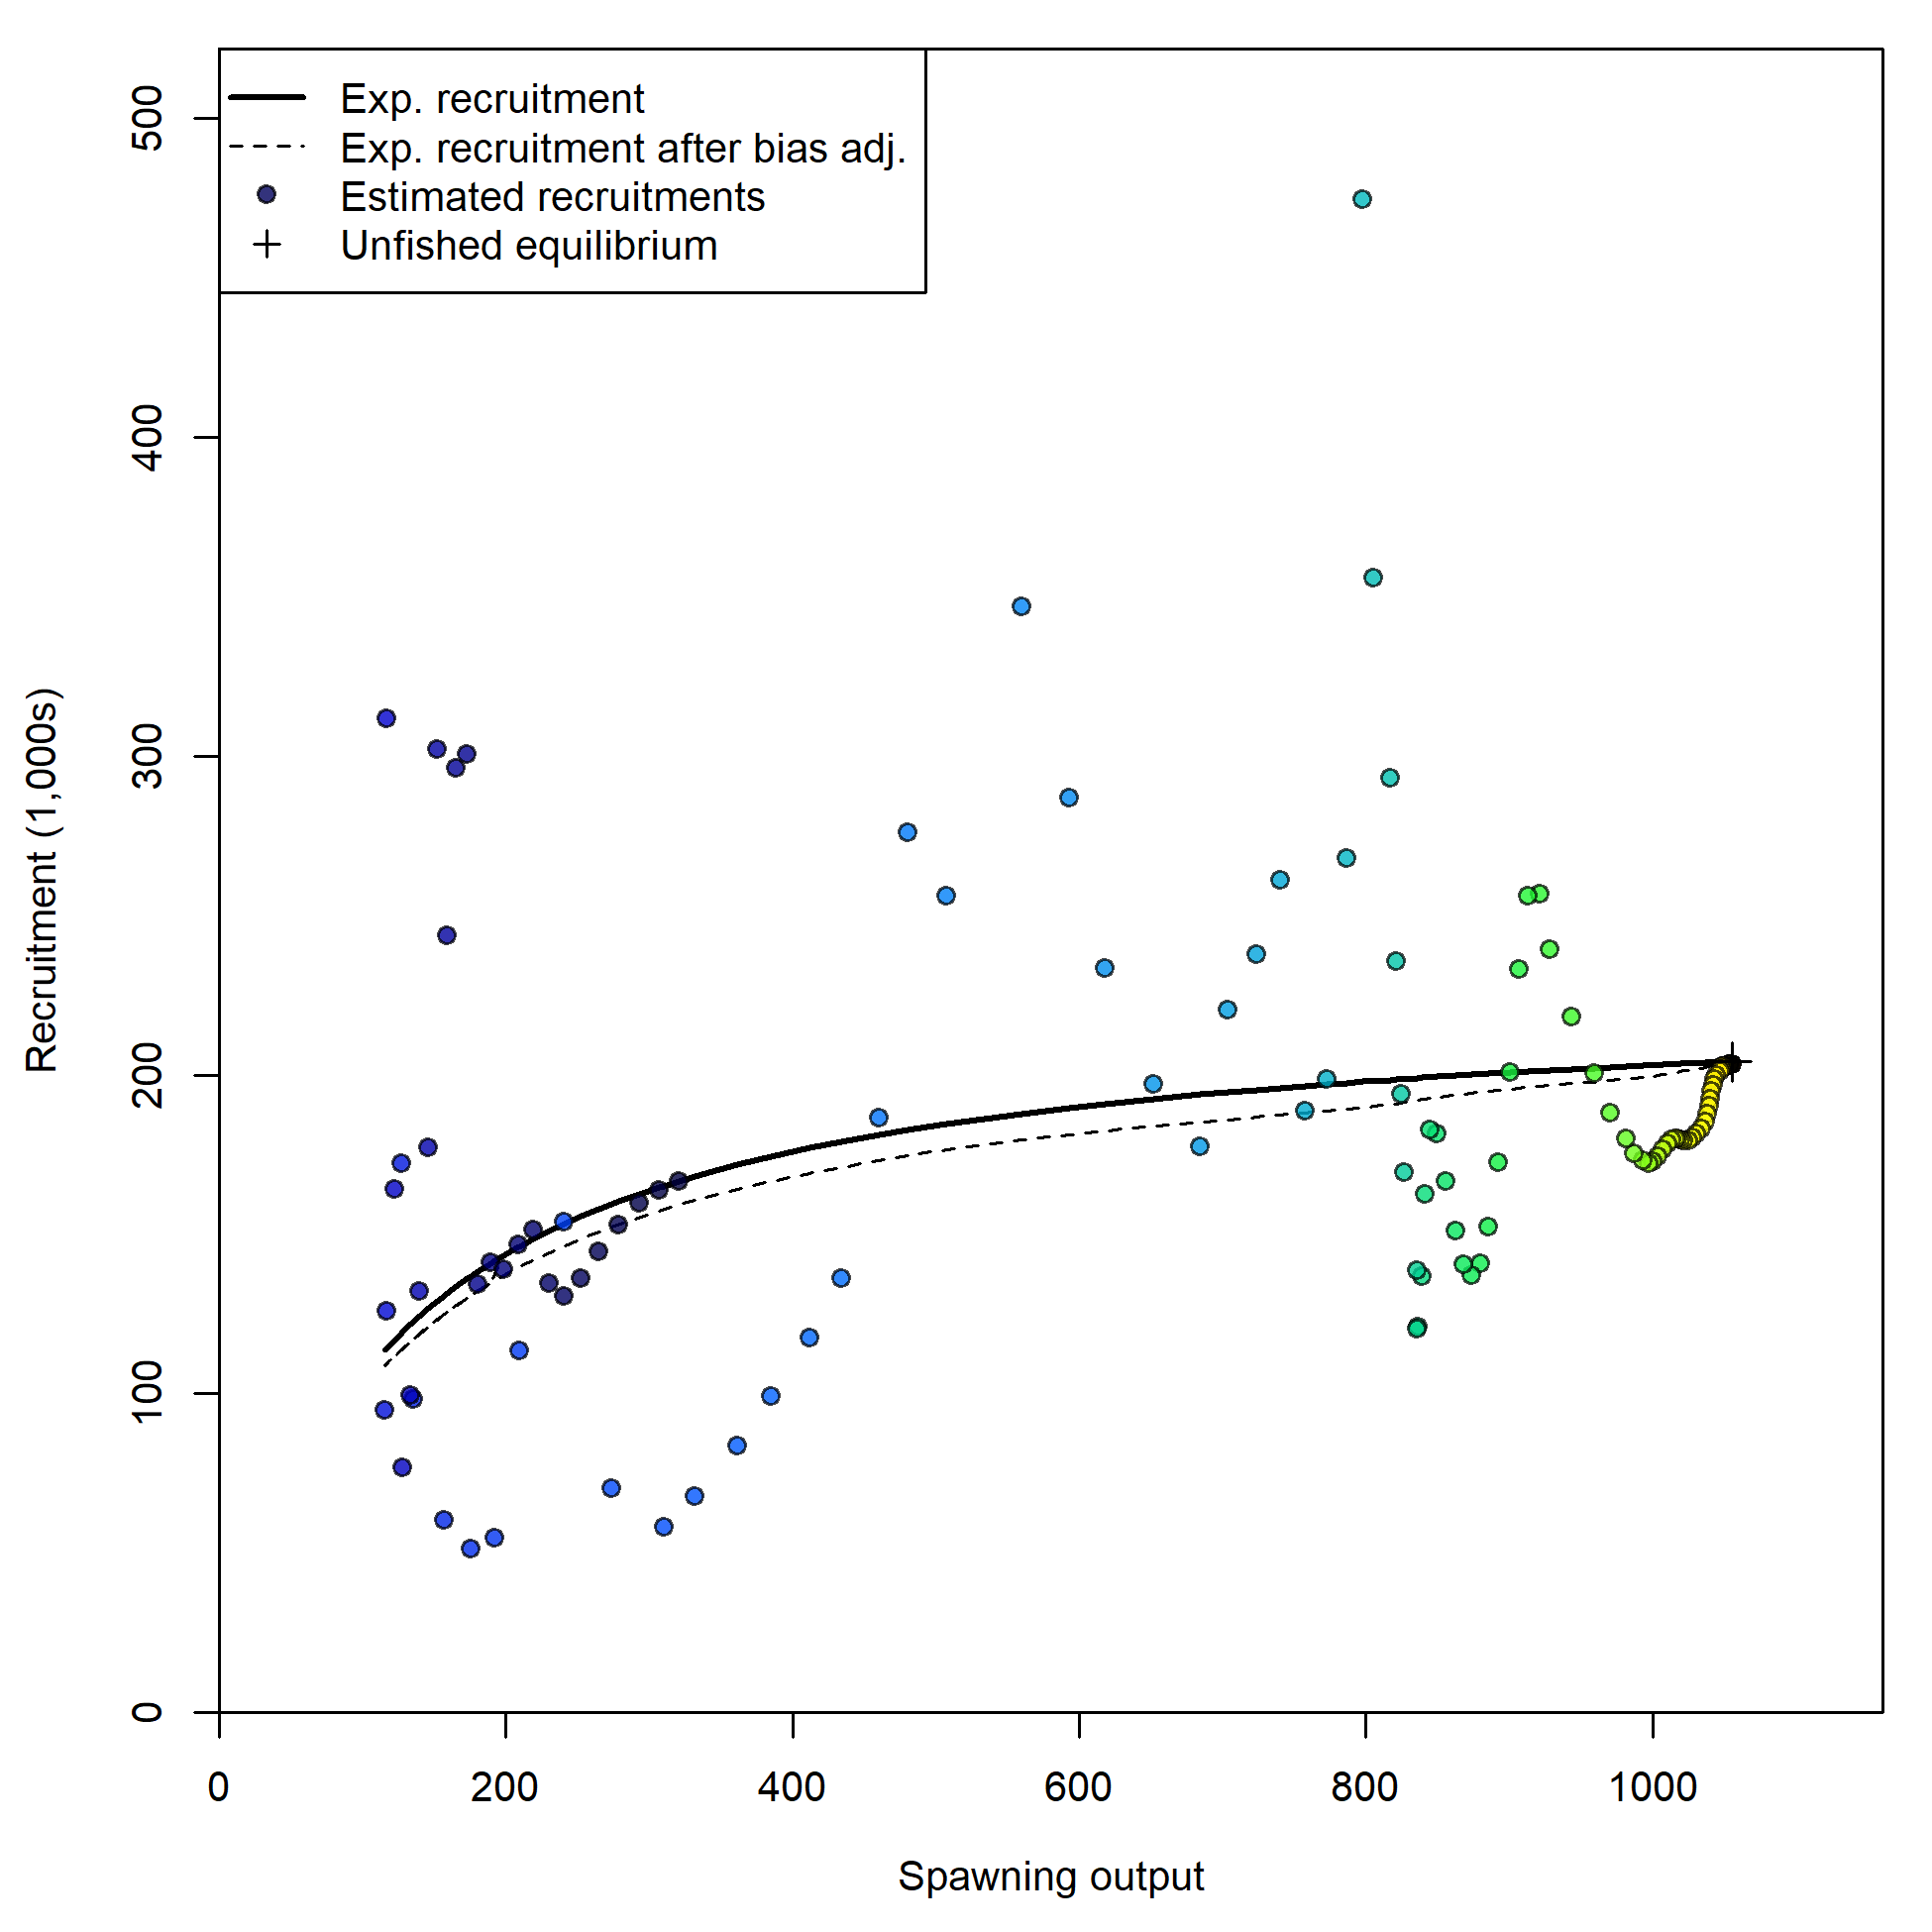 Exp. recruitment
Exp. recruitment after bias adj.
Estimated recruitments
Unfished equilibrium
500
400
300
200
100
0
Recruitment (1,000s)
0 200 400 600 800 1000
Spawning output